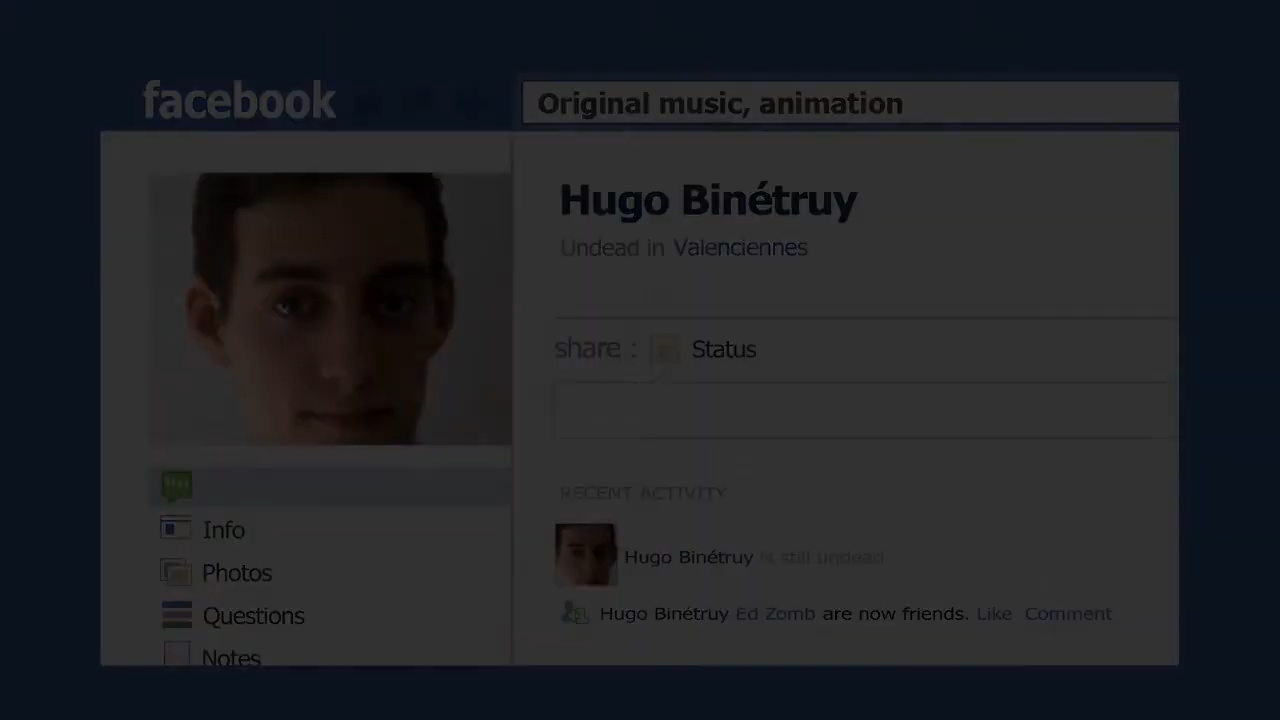 facebook
Original music, animation
Hugo Binétruy
Undead in Valenciennes
share : Status
RECENT ACTIVITY
Hugo Binétruy is still undead
Hugo Binétruy Ed Zomb are now friends. Like Comment
Info
Photos
Questions
Notes